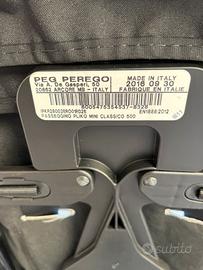 PEG PEREGO
Via A. De Gasperi, 50
20862 ARCORE MB - ITALY
MADE IN ITALY
2016 09 30
FABRIQUE EN ITALIE
EN1888:2012
PASSEGGINO PLIKO MINI CLASSICO 500
Subito